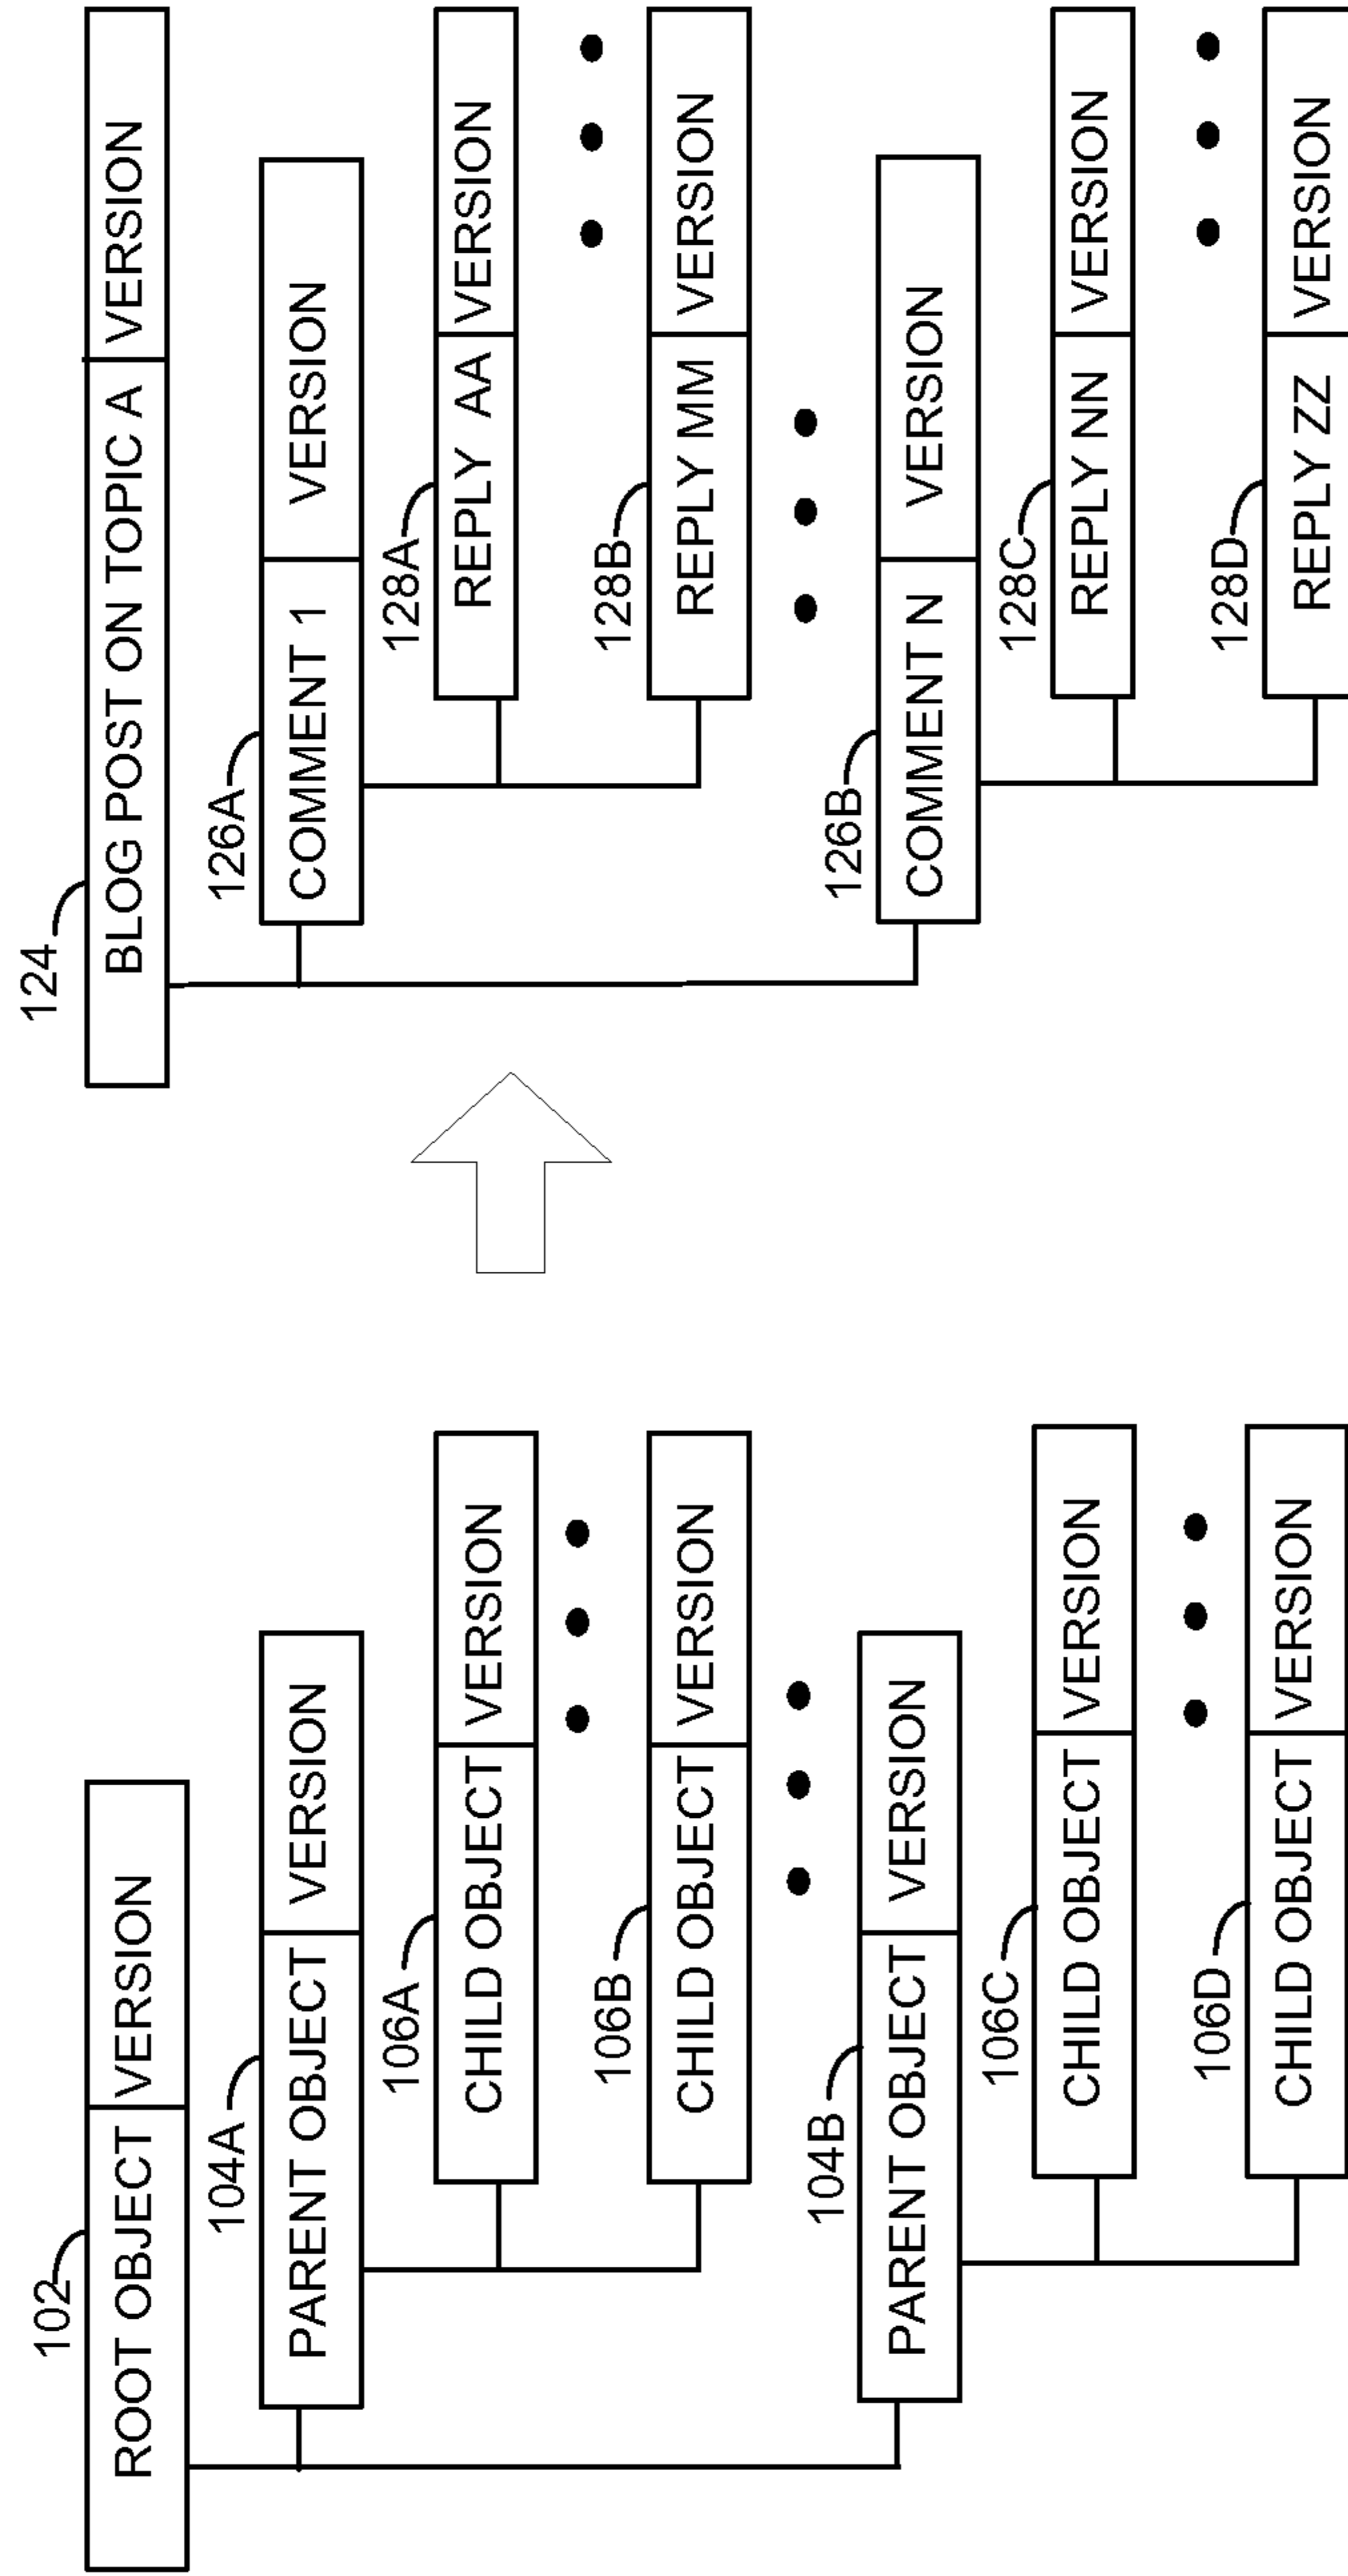 102
ROOT OBJECT VERSION
104A
PARENT OBJECT VERSION
106A
CHILD OBJECT VERSION
106B
CHILD OBJECT VERSION
104B
PARENT OBJECT VERSION
106C
CHILD OBJECT VERSION
106D
CHILD OBJECT VERSION
124
BLOG POST ON TOPIC A VERSION
126A
COMMENT 1 VERSION
128A
REPLY AA VERSION
128B
REPLY MM VERSION
126B
COMMENT N VERSION
128C
REPLY NN VERSION
128D
REPLY ZZ VERSION